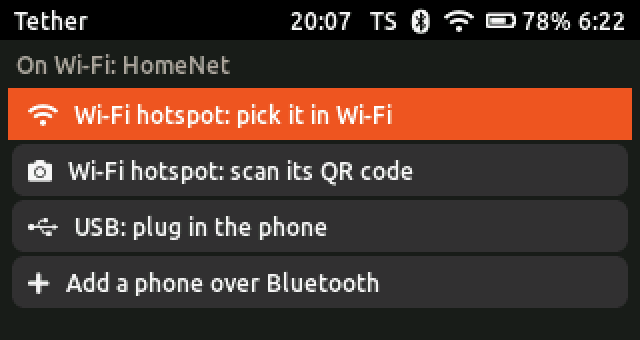 Tether 20:07 TS 78% 6:22
On Wi-Fi: HomeNet
Wi-Fi hotspot: pick it in Wi-Fi
Wi-Fi hotspot: scan its QR code
USB: plug in the phone
Add a phone over Bluetooth